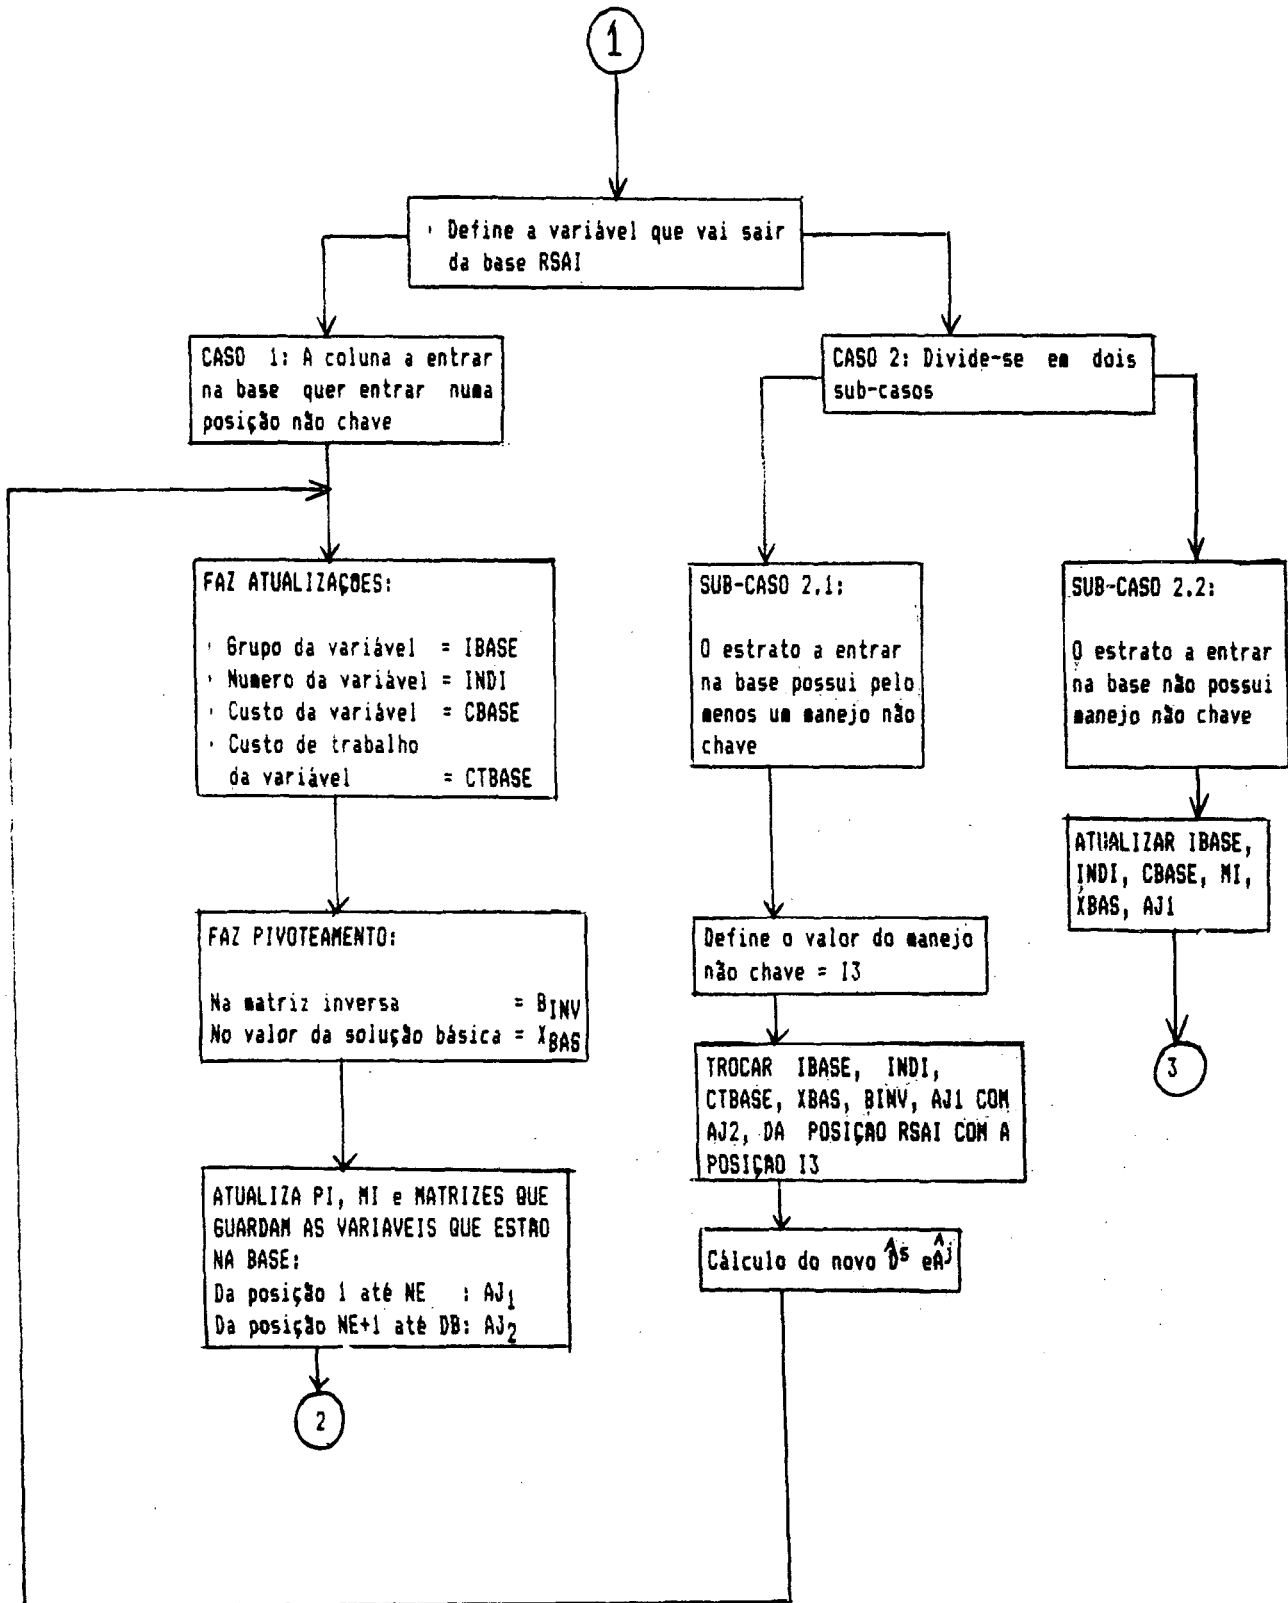 1
· Define a variável que vai sair
da base RSAI
CASO 1: A coluna a entrar
na base quer entrar numa
posição não chave
CASO 2: Divide-se em dois
sub-casos
FAZ ATUALIZAÇOES:
· Grupo da variável = IBASE
· Numero da variável = INDI
· Custo da variável = CBASE
· Custo de trabalho
da variável = CTBASE
FAZ PIVOTEAMENTO:
Na matriz inversa = BINV
No valor da solução básica = XBAS
ATUALIZA PI, MI e MATRIZES QUE
GUARDAM AS VARIAVEIS QUE ESTAO
NA BASE:
Da posição 1 até NE : AJ1
Da posição NE+1 até DB: AJ2
2
SUB-CASO 2.1:
O estrato a entrar
na base possui pelo
menos um manejo não
chave
Define o valor do manejo
não chave = I3
TROCAR IBASE, INDI,
CTBASE, XBAS, BINV, AJ1 COM
AJ2, DA POSIÇAO RSAI COM A
POSIÇAO I3
Cálculo do novo D̂s eÂj
SUB-CASO 2.2:
O estrato a entrar
na base não possui
manejo não chave
ATUALIZAR IBASE,
INDI, CBASE, MI,
XBAS, AJ1
3